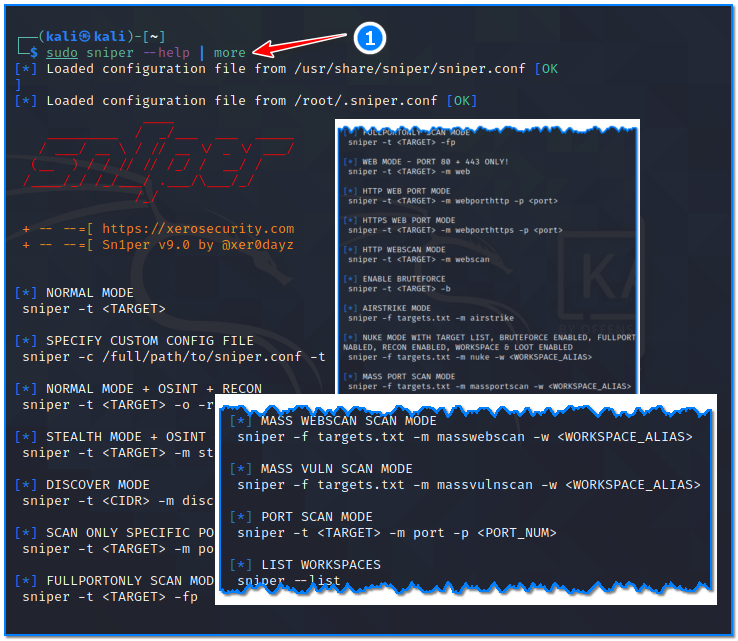 ┌──(kali㉿kali)-[~]
└─$ sudo sniper --help | more
1
[*] Loaded configuration file from /usr/share/sniper/sniper.conf [OK
]
[*] Loaded configuration file from /root/.sniper.conf [OK]
+ -- --=[ https://xerosecurity.com
+ -- --=[ Sn1per v9.0 by @xer0dayz
[*] NORMAL MODE
sniper -t <TARGET>
[*] SPECIFY CUSTOM CONFIG FILE
sniper -c /full/path/to/sniper.conf -t
[*] NORMAL MODE + OSINT + RECON
sniper -t <TARGET> -o -r
[*] STEALTH MODE + OSINT
sniper -t <TARGET> -m st
[*] DISCOVER MODE
sniper -t <CIDR> -m disc
[*] SCAN ONLY SPECIFIC PO
sniper -t <TARGET> -m po
[*] FULLPORTONLY SCAN MOD
sniper -t <TARGET> -fp
[*] FULLPORTONLY SCAN MODE
sniper -t <TARGET> -fp
[*] WEB MODE - PORT 80 + 443 ONLY!
sniper -t <TARGET> -m web
[*] HTTP WEB PORT MODE
sniper -t <TARGET> -m webporthttp -p <port>
[*] HTTPS WEB PORT MODE
sniper -t <TARGET> -m webporthttps -p <port>
[*] HTTP WEBSCAN MODE
sniper -t <TARGET> -m webscan
[*] ENABLE BRUTEFORCE
sniper -t <TARGET> -b
[*] AIRSTRIKE MODE
sniper -f targets.txt -m airstrike
[*] NUKE MODE WITH TARGET LIST, BRUTEFORCE ENABLED, FULLPORT
NABLED, RECON ENABLED, WORKSPACE & LOOT ENABLED
sniper -f targets.txt -m nuke -w <WORKSPACE_ALIAS>
[*] MASS PORT SCAN MODE
sniper -f targets.txt -m massportscan -w <WORKSPACE_ALIAS>
[*] MASS WEBSCAN SCAN MODE
sniper -f targets.txt -m masswebscan -w <WORKSPACE_ALIAS>
[*] MASS VULN SCAN MODE
sniper -f targets.txt -m massvulnscan -w <WORKSPACE_ALIAS>
[*] PORT SCAN MODE
sniper -t <TARGET> -m port -p <PORT_NUM>
[*] LIST WORKSPACES
sniper --list
KA
BY OFFENS